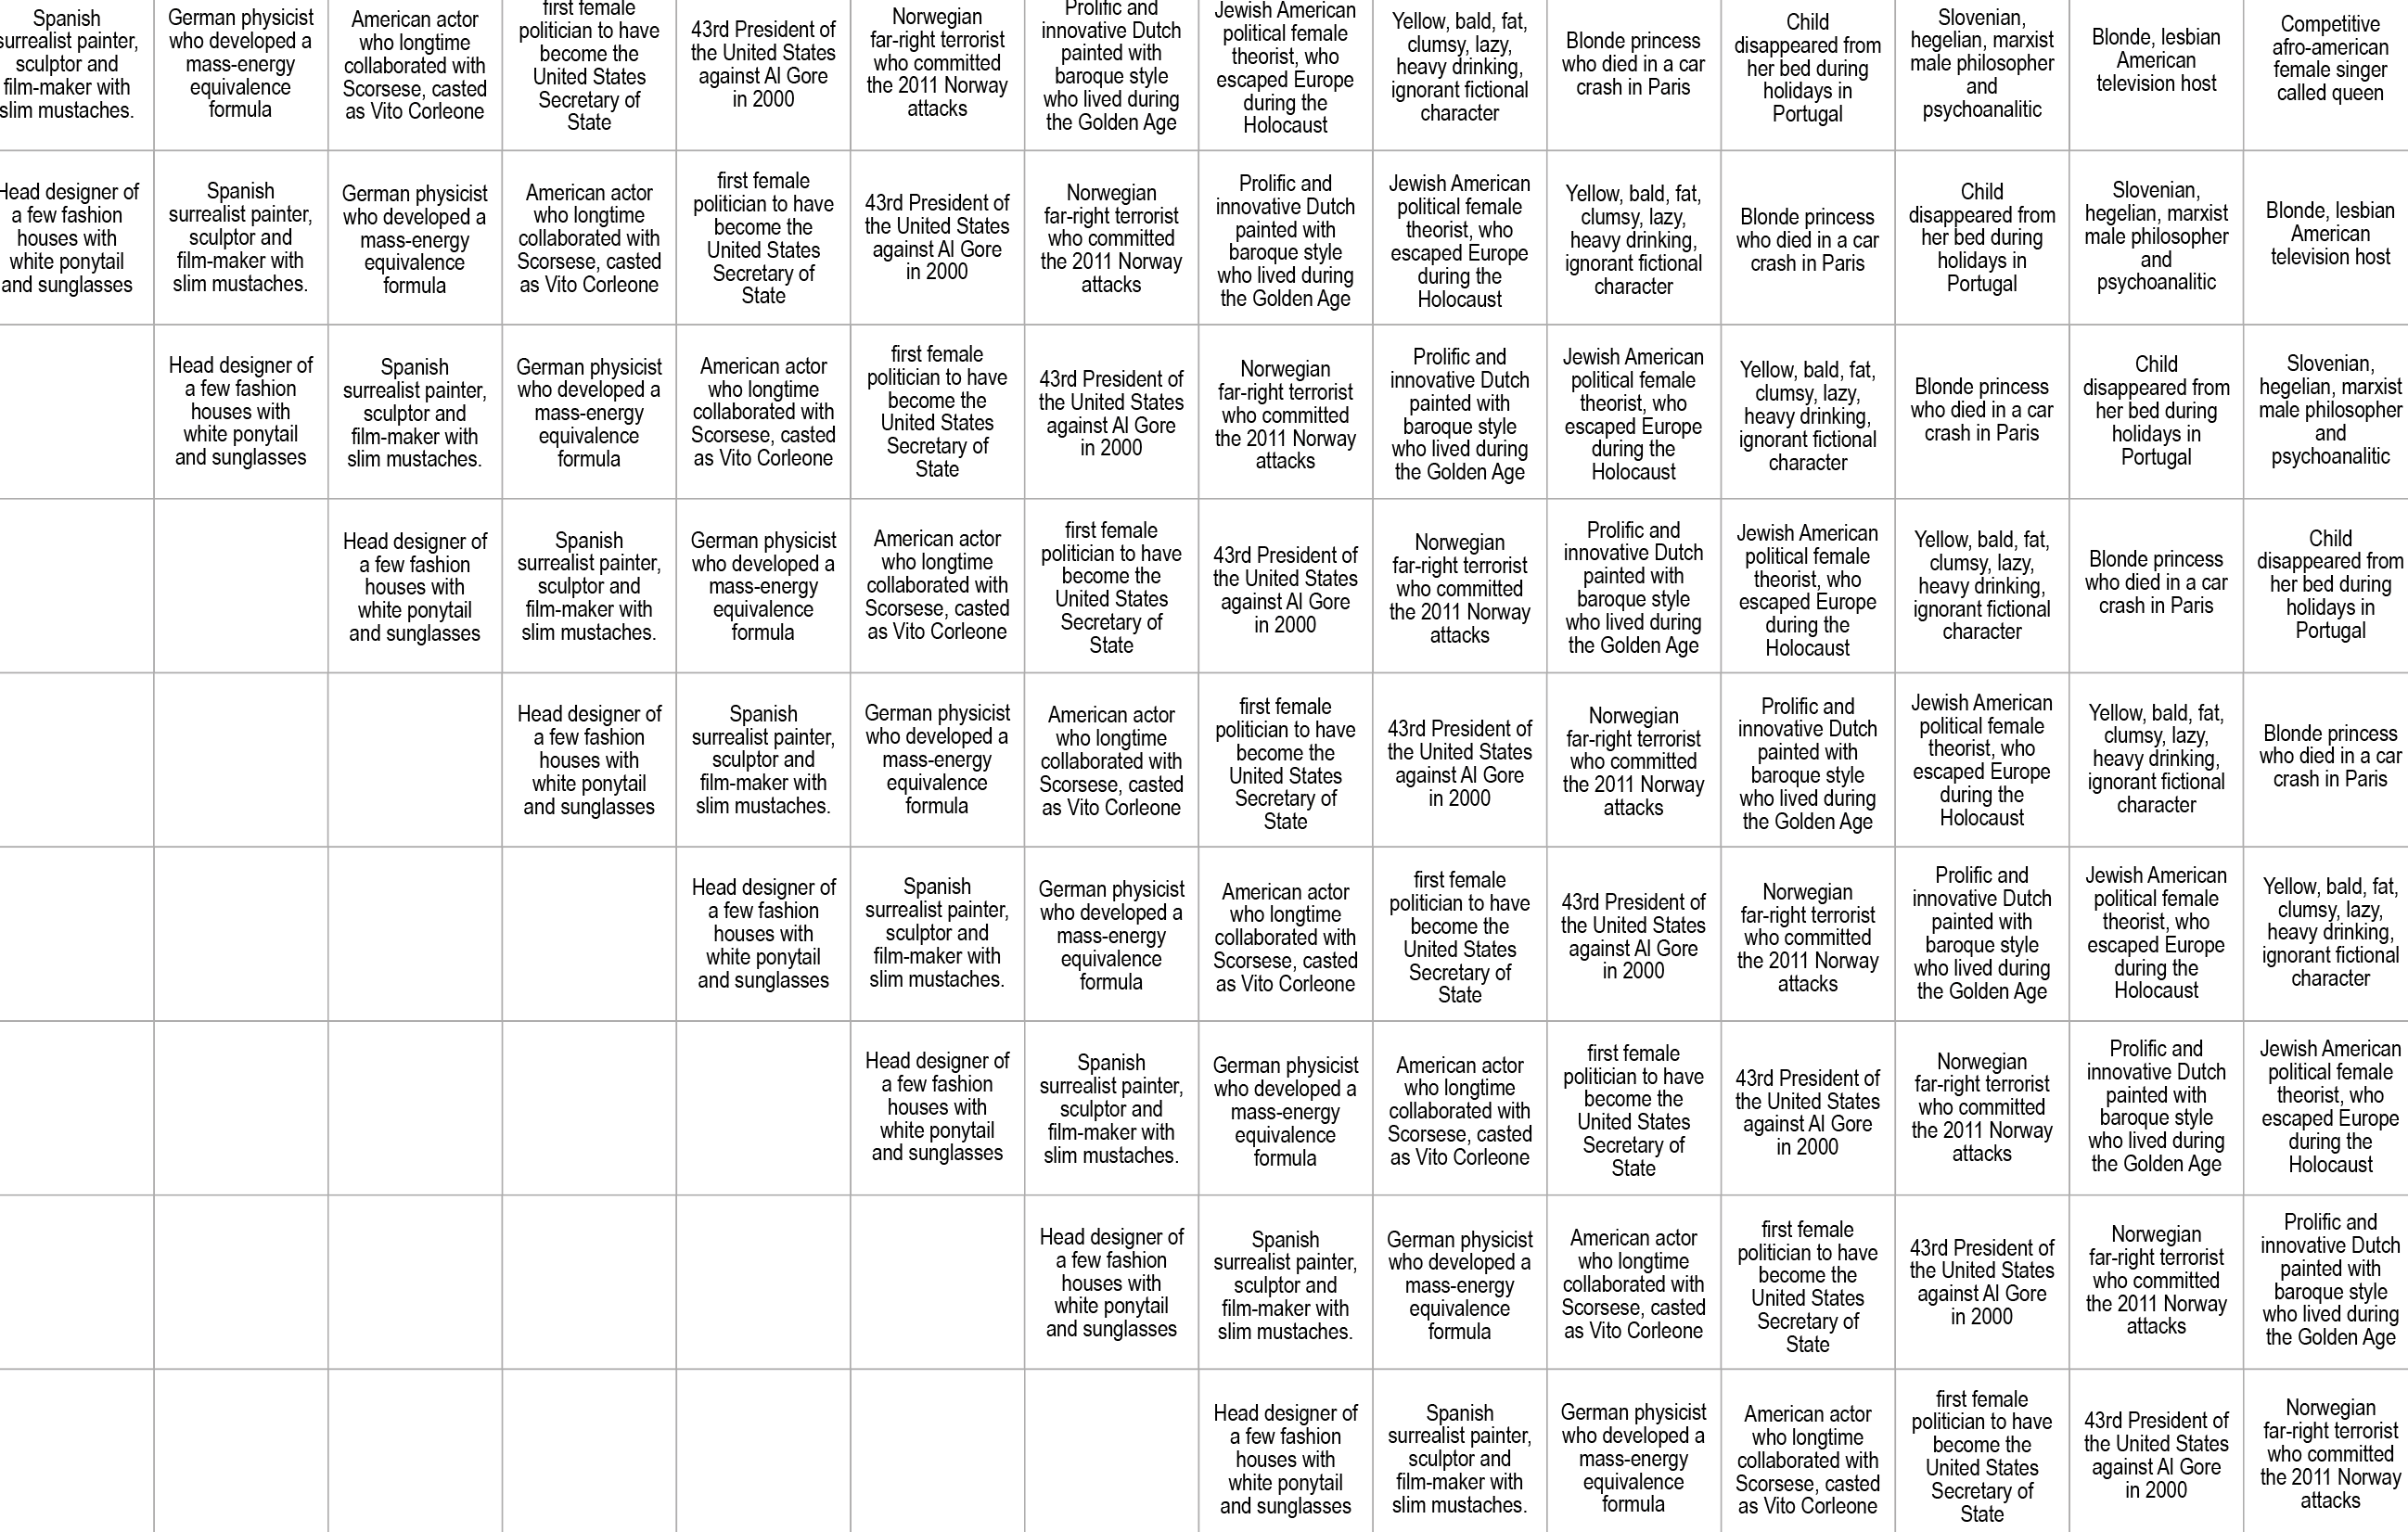 Spanish
surrealist painter,
sculptor and
film-maker with
slim mustaches.
German physicist
who developed a
mass-energy
equivalence
formula
American actor
who longtime
collaborated with
Scorsese, casted
as Vito Corleone
first female
politician to have
become the
United States
Secretary of
State
43rd President of
the United States
against Al Gore
in 2000
Norwegian
far-right terrorist
who committed
the 2011 Norway
attacks
Prolific and
innovative Dutch
painted with
baroque style
who lived during
the Golden Age
Jewish American
political female
theorist, who
escaped Europe
during the
Holocaust
Yellow, bald, fat,
clumsy, lazy,
heavy drinking,
ignorant fictional
character
Blonde princess
who died in a car
crash in Paris
Child
disappeared from
her bed during
holidays in
Portugal
Slovenian,
hegelian, marxist
male philosopher
and
psychoanalitic
Blonde, lesbian
American
television host
Competitive
afro-american
female singer
called queen
Head designer of
a few fashion
houses with
white ponytail
and sunglasses
Spanish
surrealist painter,
sculptor and
film-maker with
slim mustaches.
German physicist
who developed a
mass-energy
equivalence
formula
American actor
who longtime
collaborated with
Scorsese, casted
as Vito Corleone
first female
politician to have
become the
United States
Secretary of
State
43rd President of
the United States
against Al Gore
in 2000
Norwegian
far-right terrorist
who committed
the 2011 Norway
attacks
Prolific and
innovative Dutch
painted with
baroque style
who lived during
the Golden Age
Jewish American
political female
theorist, who
escaped Europe
during the
Holocaust
Yellow, bald, fat,
clumsy, lazy,
heavy drinking,
ignorant fictional
character
Blonde princess
who died in a car
crash in Paris
Child
disappeared from
her bed during
holidays in
Portugal
Slovenian,
hegelian, marxist
male philosopher
and
psychoanalitic
Blonde, lesbian
American
television host
Head designer of
a few fashion
houses with
white ponytail
and sunglasses
Spanish
surrealist painter,
sculptor and
film-maker with
slim mustaches.
German physicist
who developed a
mass-energy
equivalence
formula
American actor
who longtime
collaborated with
Scorsese, casted
as Vito Corleone
first female
politician to have
become the
United States
Secretary of
State
43rd President of
the United States
against Al Gore
in 2000
Norwegian
far-right terrorist
who committed
the 2011 Norway
attacks
Prolific and
innovative Dutch
painted with
baroque style
who lived during
the Golden Age
Jewish American
political female
theorist, who
escaped Europe
during the
Holocaust
Yellow, bald, fat,
clumsy, lazy,
heavy drinking,
ignorant fictional
character
Blonde princess
who died in a car
crash in Paris
Child
disappeared from
her bed during
holidays in
Portugal
Slovenian,
hegelian, marxist
male philosopher
and
psychoanalitic
Head designer of
a few fashion
houses with
white ponytail
and sunglasses
Spanish
surrealist painter,
sculptor and
film-maker with
slim mustaches.
German physicist
who developed a
mass-energy
equivalence
formula
American actor
who longtime
collaborated with
Scorsese, casted
as Vito Corleone
first female
politician to have
become the
United States
Secretary of
State
43rd President of
the United States
against Al Gore
in 2000
Norwegian
far-right terrorist
who committed
the 2011 Norway
attacks
Prolific and
innovative Dutch
painted with
baroque style
who lived during
the Golden Age
Jewish American
political female
theorist, who
escaped Europe
during the
Holocaust
Yellow, bald, fat,
clumsy, lazy,
heavy drinking,
ignorant fictional
character
Blonde princess
who died in a car
crash in Paris
Child
disappeared from
her bed during
holidays in
Portugal
Head designer of
a few fashion
houses with
white ponytail
and sunglasses
Spanish
surrealist painter,
sculptor and
film-maker with
slim mustaches.
German physicist
who developed a
mass-energy
equivalence
formula
American actor
who longtime
collaborated with
Scorsese, casted
as Vito Corleone
first female
politician to have
become the
United States
Secretary of
State
43rd President of
the United States
against Al Gore
in 2000
Norwegian
far-right terrorist
who committed
the 2011 Norway
attacks
Prolific and
innovative Dutch
painted with
baroque style
who lived during
the Golden Age
Jewish American
political female
theorist, who
escaped Europe
during the
Holocaust
Yellow, bald, fat,
clumsy, lazy,
heavy drinking,
ignorant fictional
character
Blonde princess
who died in a car
crash in Paris
Head designer of
a few fashion
houses with
white ponytail
and sunglasses
Spanish
surrealist painter,
sculptor and
film-maker with
slim mustaches.
German physicist
who developed a
mass-energy
equivalence
formula
American actor
who longtime
collaborated with
Scorsese, casted
as Vito Corleone
first female
politician to have
become the
United States
Secretary of
State
43rd President of
the United States
against Al Gore
in 2000
Norwegian
far-right terrorist
who committed
the 2011 Norway
attacks
Prolific and
innovative Dutch
painted with
baroque style
who lived during
the Golden Age
Jewish American
political female
theorist, who
escaped Europe
during the
Holocaust
Yellow, bald, fat,
clumsy, lazy,
heavy drinking,
ignorant fictional
character
Head designer of
a few fashion
houses with
white ponytail
and sunglasses
Spanish
surrealist painter,
sculptor and
film-maker with
slim mustaches.
German physicist
who developed a
mass-energy
equivalence
formula
American actor
who longtime
collaborated with
Scorsese, casted
as Vito Corleone
first female
politician to have
become the
United States
Secretary of
State
43rd President of
the United States
against Al Gore
in 2000
Norwegian
far-right terrorist
who committed
the 2011 Norway
attacks
Prolific and
innovative Dutch
painted with
baroque style
who lived during
the Golden Age
Jewish American
political female
theorist, who
escaped Europe
during the
Holocaust
Head designer of
a few fashion
houses with
white ponytail
and sunglasses
Spanish
surrealist painter,
sculptor and
film-maker with
slim mustaches.
German physicist
who developed a
mass-energy
equivalence
formula
American actor
who longtime
collaborated with
Scorsese, casted
as Vito Corleone
first female
politician to have
become the
United States
Secretary of
State
43rd President of
the United States
against Al Gore
in 2000
Norwegian
far-right terrorist
who committed
the 2011 Norway
attacks
Prolific and
innovative Dutch
painted with
baroque style
who lived during
the Golden Age
Head designer of
a few fashion
houses with
white ponytail
and sunglasses
Spanish
surrealist painter,
sculptor and
film-maker with
slim mustaches.
German physicist
who developed a
mass-energy
equivalence
formula
American actor
who longtime
collaborated with
Scorsese, casted
as Vito Corleone
first female
politician to have
become the
United States
Secretary of
State
43rd President of
the United States
against Al Gore
in 2000
Norwegian
far-right terrorist
who committed
the 2011 Norway
attacks